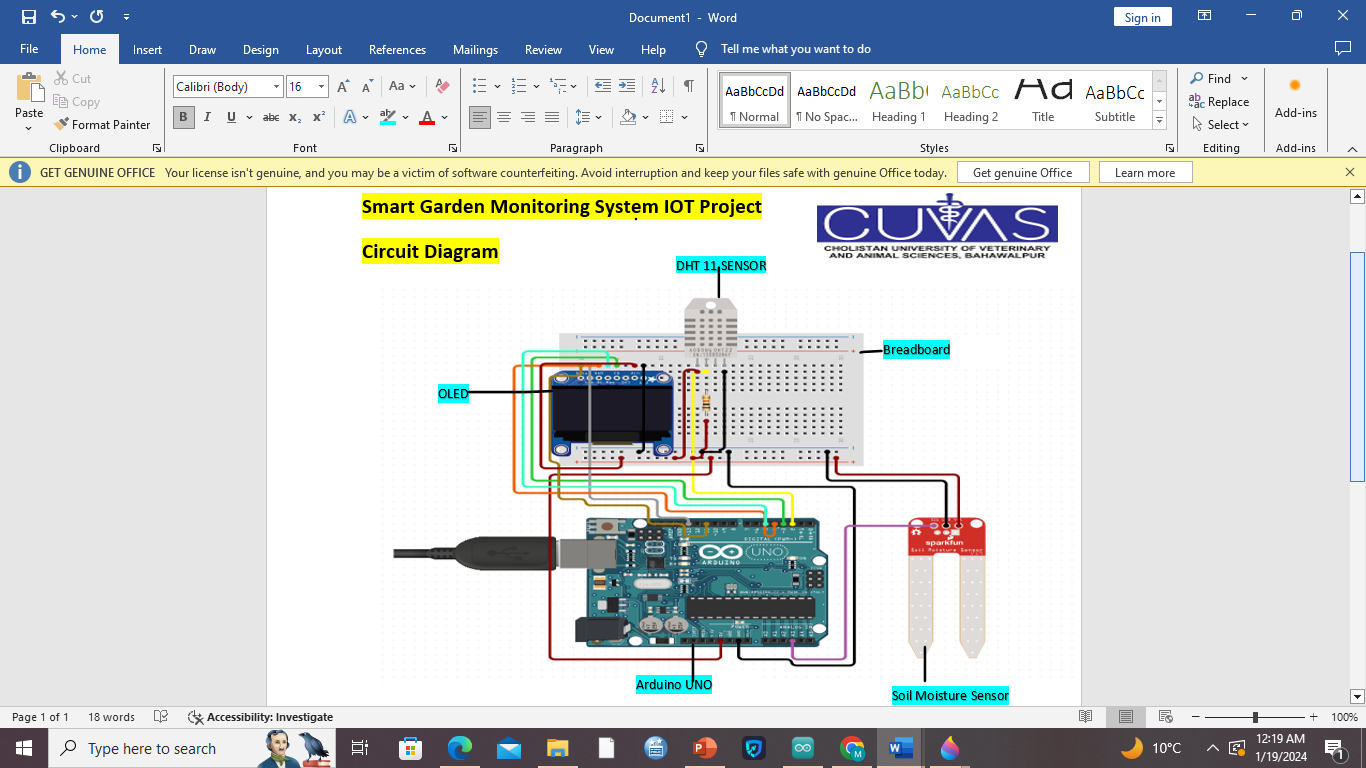 Document1 - Word
Sign in
File Home Insert Draw Design Layout References Mailings Review View Help Tell me what you want to do
Paste
Cut
Copy
Format Painter
Clipboard
Calibri (Body) 16
B I U abc x₂ x²
Font
Paragraph
AaBbCcDd AaBbCcDd AaBb( AaBbCc Aa AaBbCc
¶ Normal ¶ No Spac... Heading 1 Heading 2 Title Subtitle
Styles
Find
Replace
Select
Editing
Add-ins
Add-ins
GET GENUINE OFFICE Your license isn't genuine, and you may be a victim of software counterfeiting. Avoid interruption and keep your files safe with genuine Office today. Get genuine Office Learn more
Smart Garden Monitoring System IOT Project
CUVAS
CHOLISTAN UNIVERSITY OF VETERINARY
AND ANIMAL SCIENCES, BAHAWALPUR
Circuit Diagram
DHT 11 SENSOR
Breadboard
OLED
UNO
ARDUINO
sparkfun
Soil Moisture Sensor
Arduino UNO
Soil Moisture Sensor
Page 1 of 1 18 words Accessibility: Investigate 100%
Type here to search
10°C
12:19 AM
1/19/2024